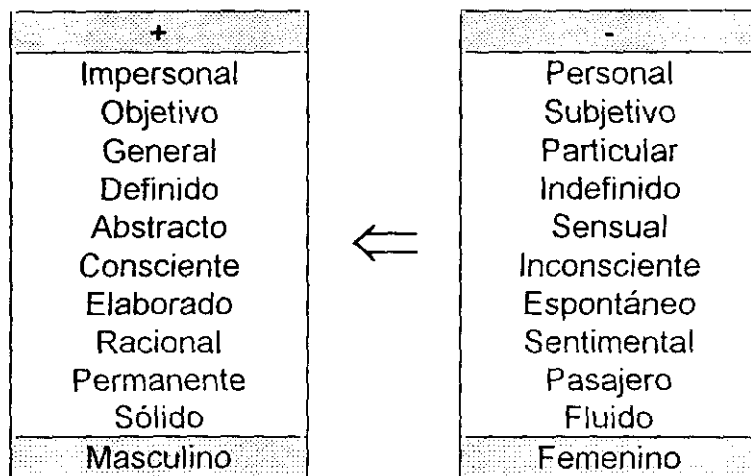 +
Impersonal
Objetivo
General
Definido
Abstracto
Consciente
Elaborado
Racional
Permanente
Sólido
Masculino
-
Personal
Subjetivo
Particular
Indefinido
Sensual
Inconsciente
Espontáneo
Sentimental
Pasajero
Fluido
Femenino